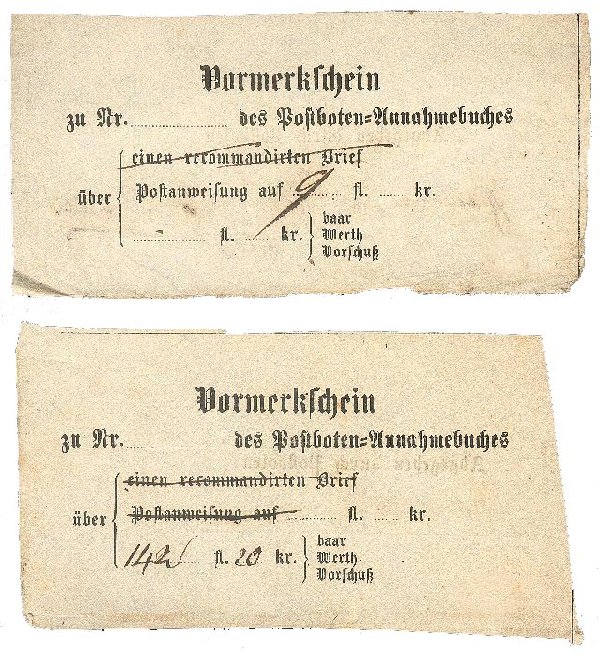 Vormerkschein
zu Nr. des Postboten=Annahmebuches
einen recommandirten Brief
über Postanweisung auf 9 fl. kr.
fl. kr. baar
Werth
Vorschuß
Vormerkschein
zu Nr. des Postboten=Annahmebuches
einen recommandirten Brief
über Postanweisung auf fl. kr.
142 fl. 20 kr. baar
Werth
Vorschuß